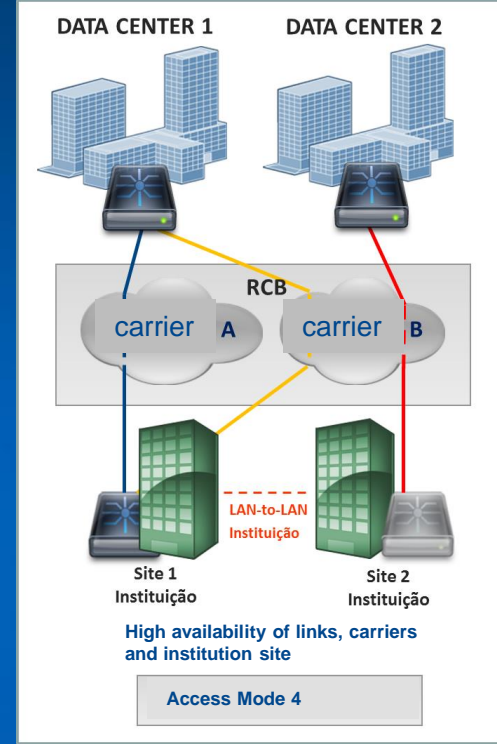 DATA CENTER 1
DATA CENTER 2
RCB
carrier A
carrier B
LAN-to-LAN
Instituição
Site 1
Instituição
Site 2
Instituição
High availability of links, carriers
and institution site
Access Mode 4